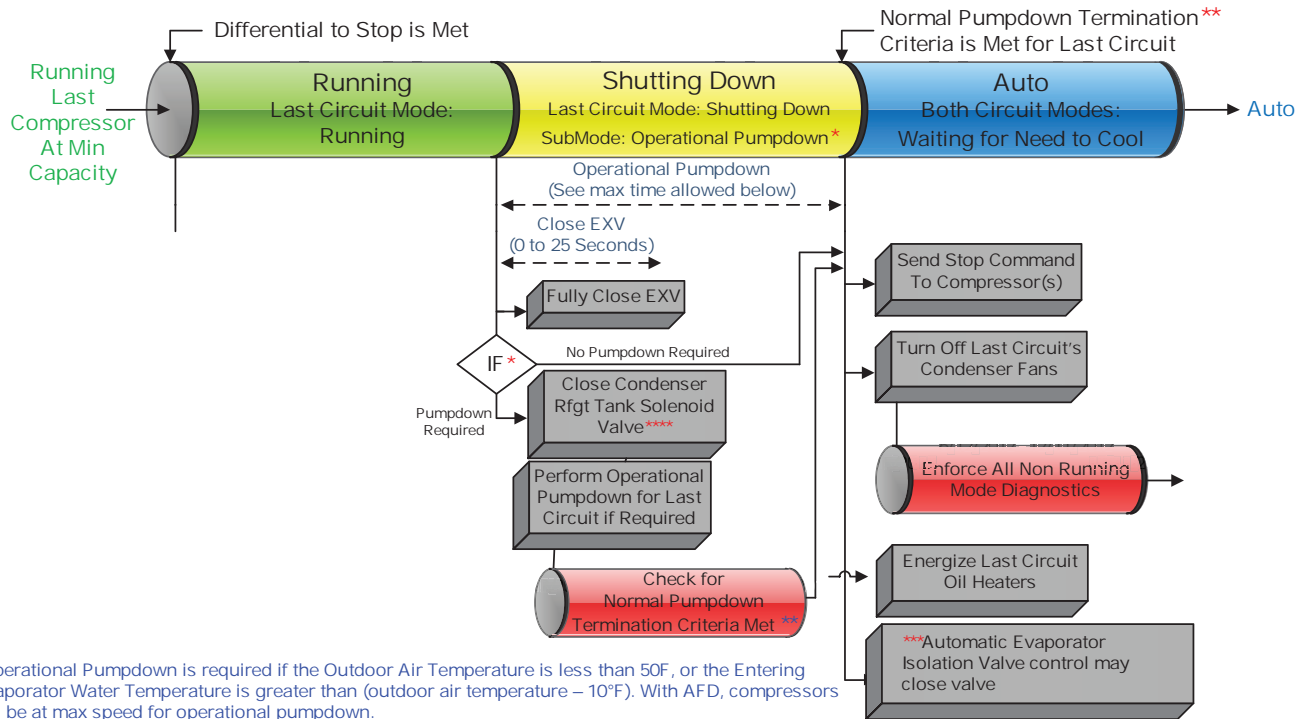 Differential to Stop is Met
Normal Pumpdown Termination**
Criteria is Met for Last Circuit
Running
Last
Compressor
At Min
Capacity
Running
Last Circuit Mode:
Running
Shutting Down
Last Circuit Mode: Shutting Down
SubMode: Operational Pumpdown*
Auto
Both Circuit Modes:
Waiting for Need to Cool
Auto
Operational Pumpdown
(See max time allowed below)
Close EXV
(0 to 25 Seconds)
Fully Close EXV
IF *
No Pumpdown Required
Pumpdown
Required
Close Condenser
Rfgt Tank Solenoid
Valve****
Perform Operational
Pumpdown for Last
Circuit if Required
Check for
Normal Pumpdown
Termination Criteria Met **
Send Stop Command
To Compressor(s)
Turn Off Last Circuit's
Condenser Fans
Enforce All Non Running
Mode Diagnostics
Energize Last Circuit
Oil Heaters
***Automatic Evaporator
Isolation Valve control may
close valve
perational Pumpdown is required if the Outdoor Air Temperature is less than 50F, or the Entering
aporator Water Temperature is greater than (outdoor air temperature – 10°F). With AFD, compressors
be at max speed for operational pumpdown.